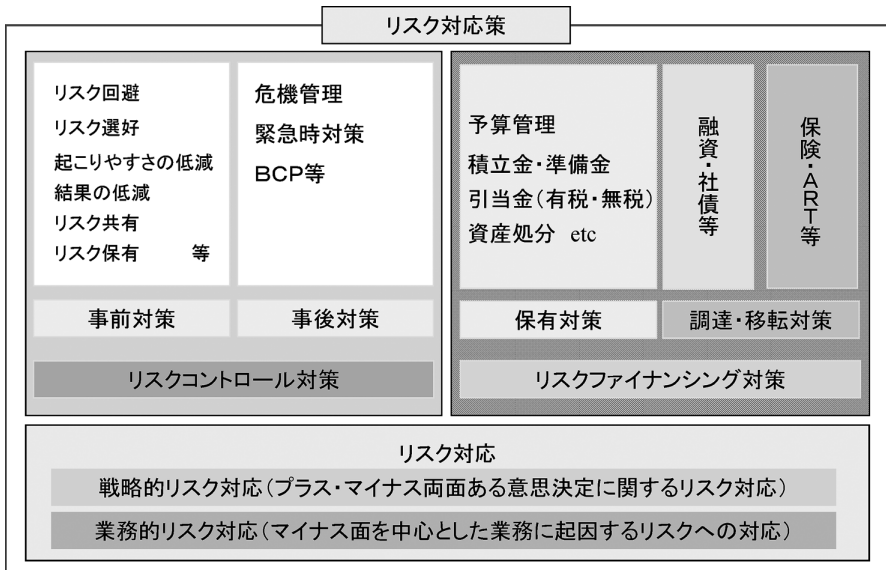 リスク対応策
リスク回避
リスク選好
起こりやすさの低減
結果の低減
リスク共有
リスク保有　　等
危機管理
緊急時対策
BCP等
事前対策
事後対策
リスクコントロール対策
予算管理
積立金・準備金
引当金(有税・無税)
資産処分 etc
融資・社債等
保険・ART等
保有対策
調達・移転対策
リスクファイナンシング対策
リスク対応
戦略的リスク対応(プラス・マイナス両面ある意思決定に関するリスク対応)
業務的リスク対応(マイナス面を中心とした業務に起因するリスクへの対応)